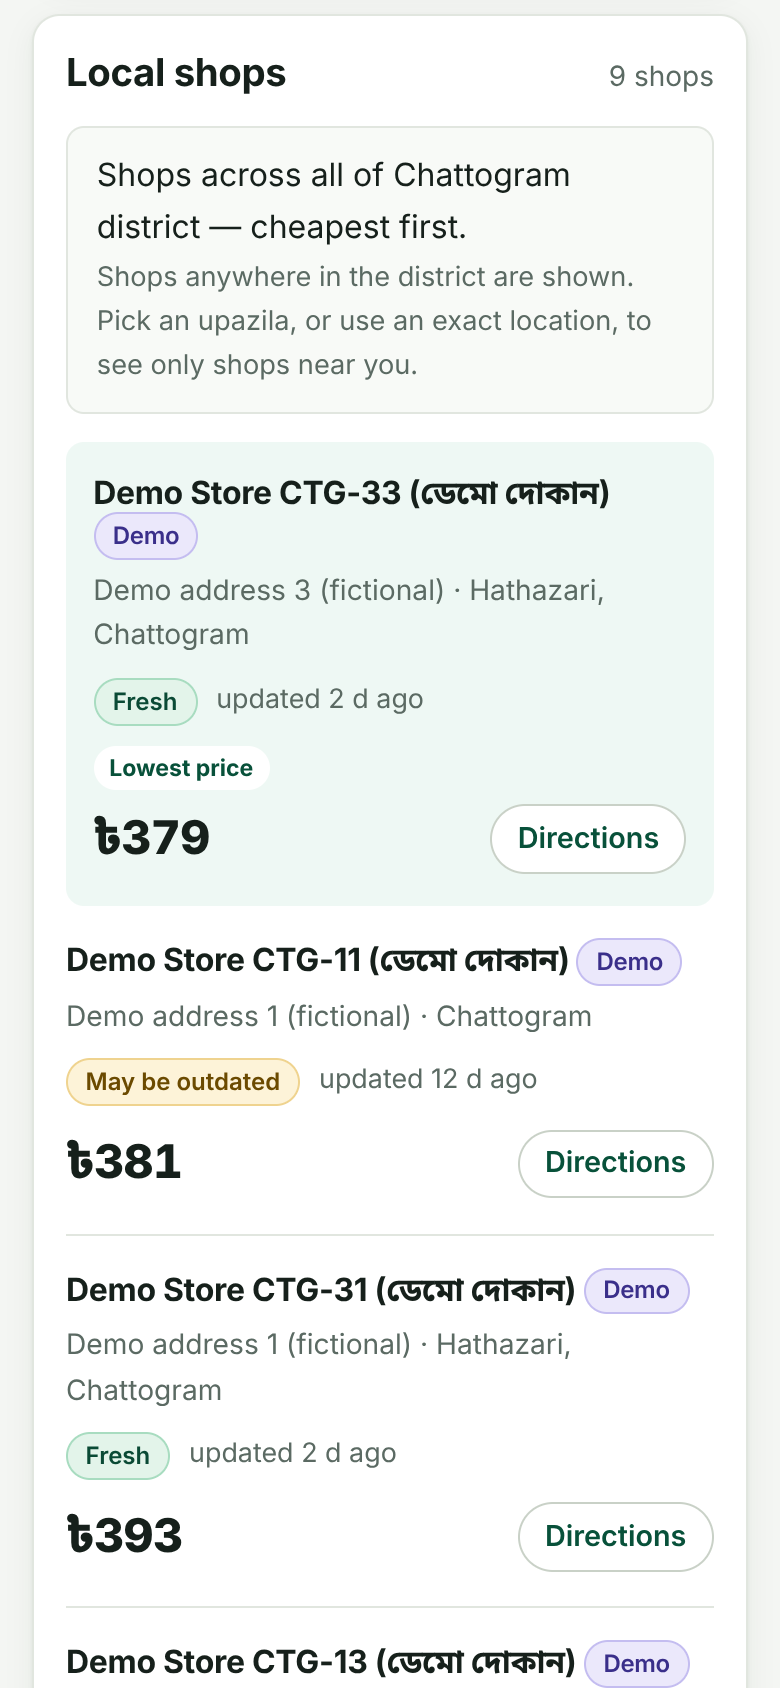 Local shops
9 shops
Shops across all of Chattogram
district — cheapest first.
Shops anywhere in the district are shown.
Pick an upazila, or use an exact location, to
see only shops near you.
Demo Store CTG-33 (ডেমো দোকান)
Demo
Demo address 3 (fictional) · Hathazari,
Chattogram
Fresh updated 2 d ago
Lowest price
৳379 Directions
Demo Store CTG-11 (ডেমো দোকান) Demo
Demo address 1 (fictional) · Chattogram
May be outdated updated 12 d ago
৳381 Directions
Demo Store CTG-31 (ডেমো দোকান) Demo
Demo address 1 (fictional) · Hathazari,
Chattogram
Fresh updated 2 d ago
৳393 Directions
Demo Store CTG-13 (ডেমো দোকান) Demo